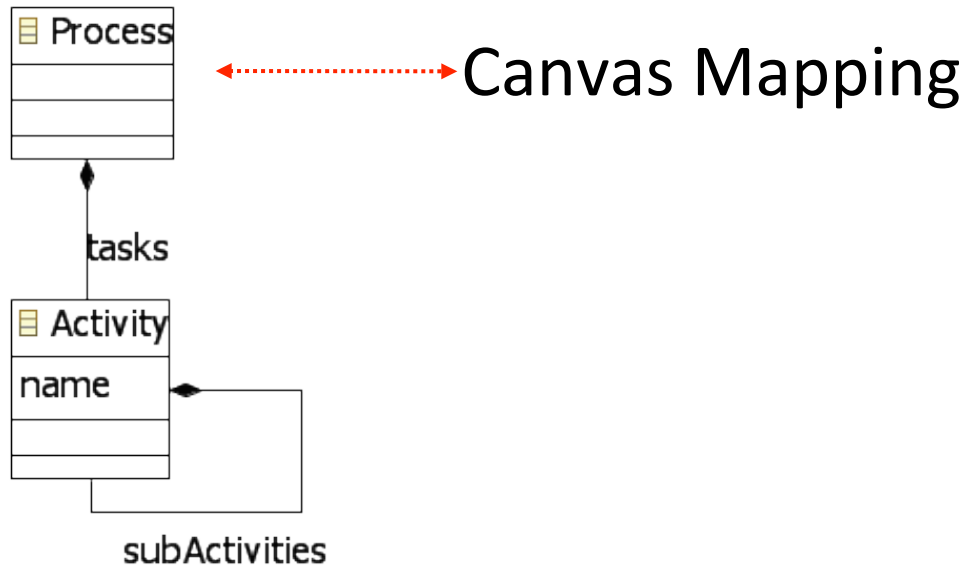 Process
Canvas Mapping
tasks
Activity
name
subActivities